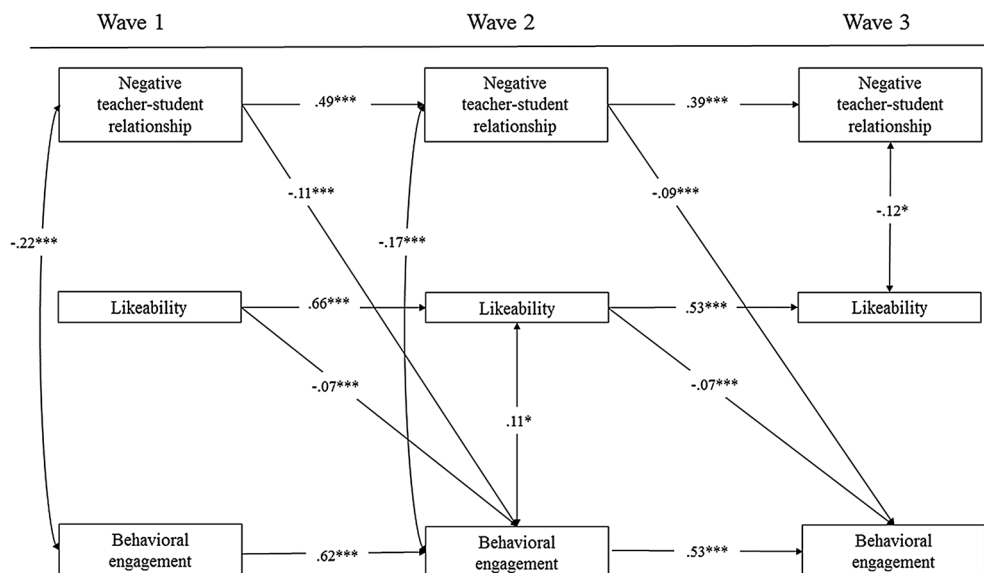 Wave 1 Wave 2 Wave 3
Negative
teacher-student
relationship
.49***
Negative
teacher-student
relationship
.39***
Negative
teacher-student
relationship
-.11***
-.09***
-.12*
-.22***
-.17***
Likeability
.66***
Likeability
.53***
Likeability
-.07***
-.07***
.11*
Behavioral
engagement
.62***
Behavioral
engagement
.53***
Behavioral
engagement